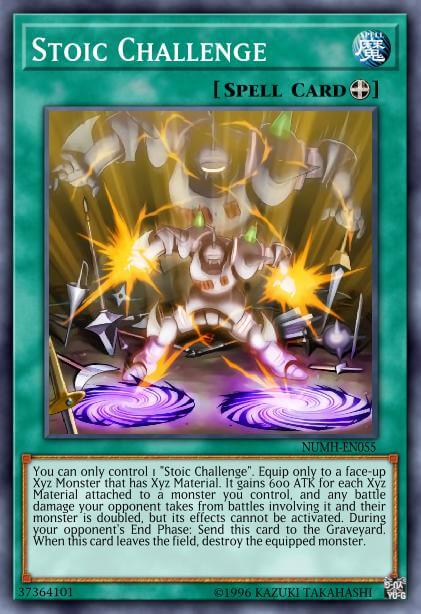 Stoic Challenge
SPELL
魔
[Spell Card]
NUMH-EN055
You can only control 1 "Stoic Challenge". Equip only to a face-up
Xyz Monster that has Xyz Material. It gains 600 ATK for each Xyz
Material attached to a monster you control, and any battle
damage your opponent takes from battles involving it and their
monster is doubled, but its effects cannot be activated. During
your opponent's End Phase: Send this card to the Graveyard.
When this card leaves the field, destroy the equipped monster.
37364101
©1996 KAZUKI TAKAHASHI